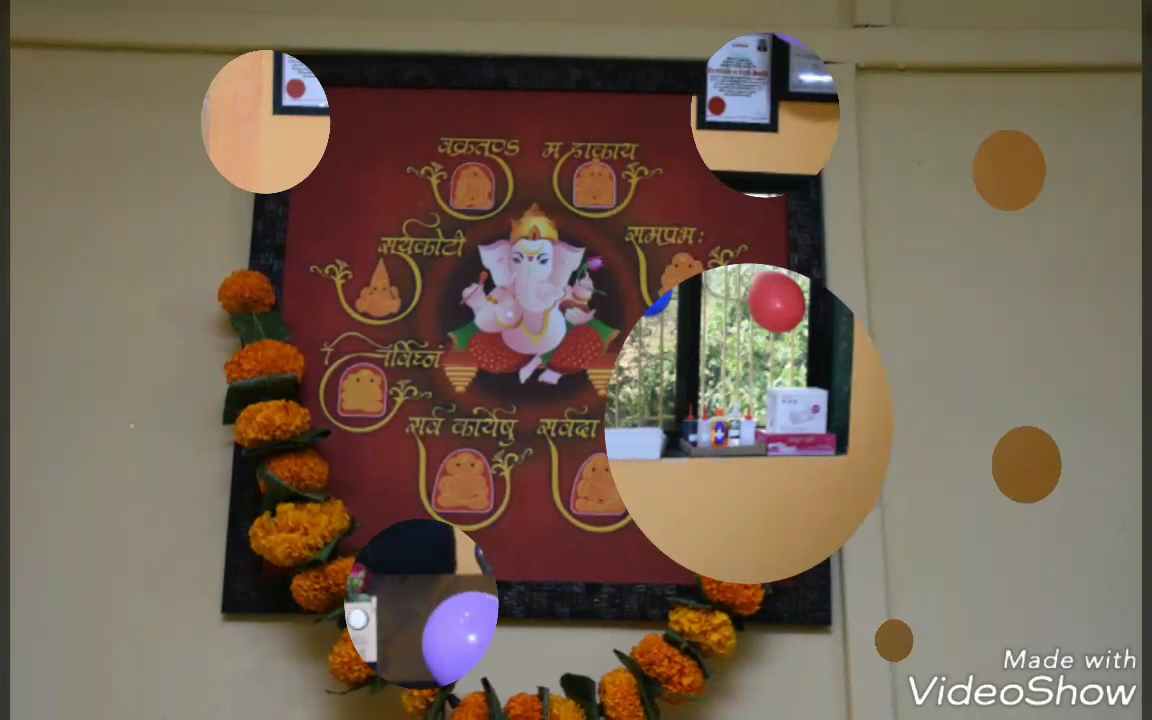 वक्रतुण्ड महाकाय
सूर्यकोटी समप्रभ:
निर्विघ्नं
सर्व कार्येषु सर्वदा
Made with
VideoShow